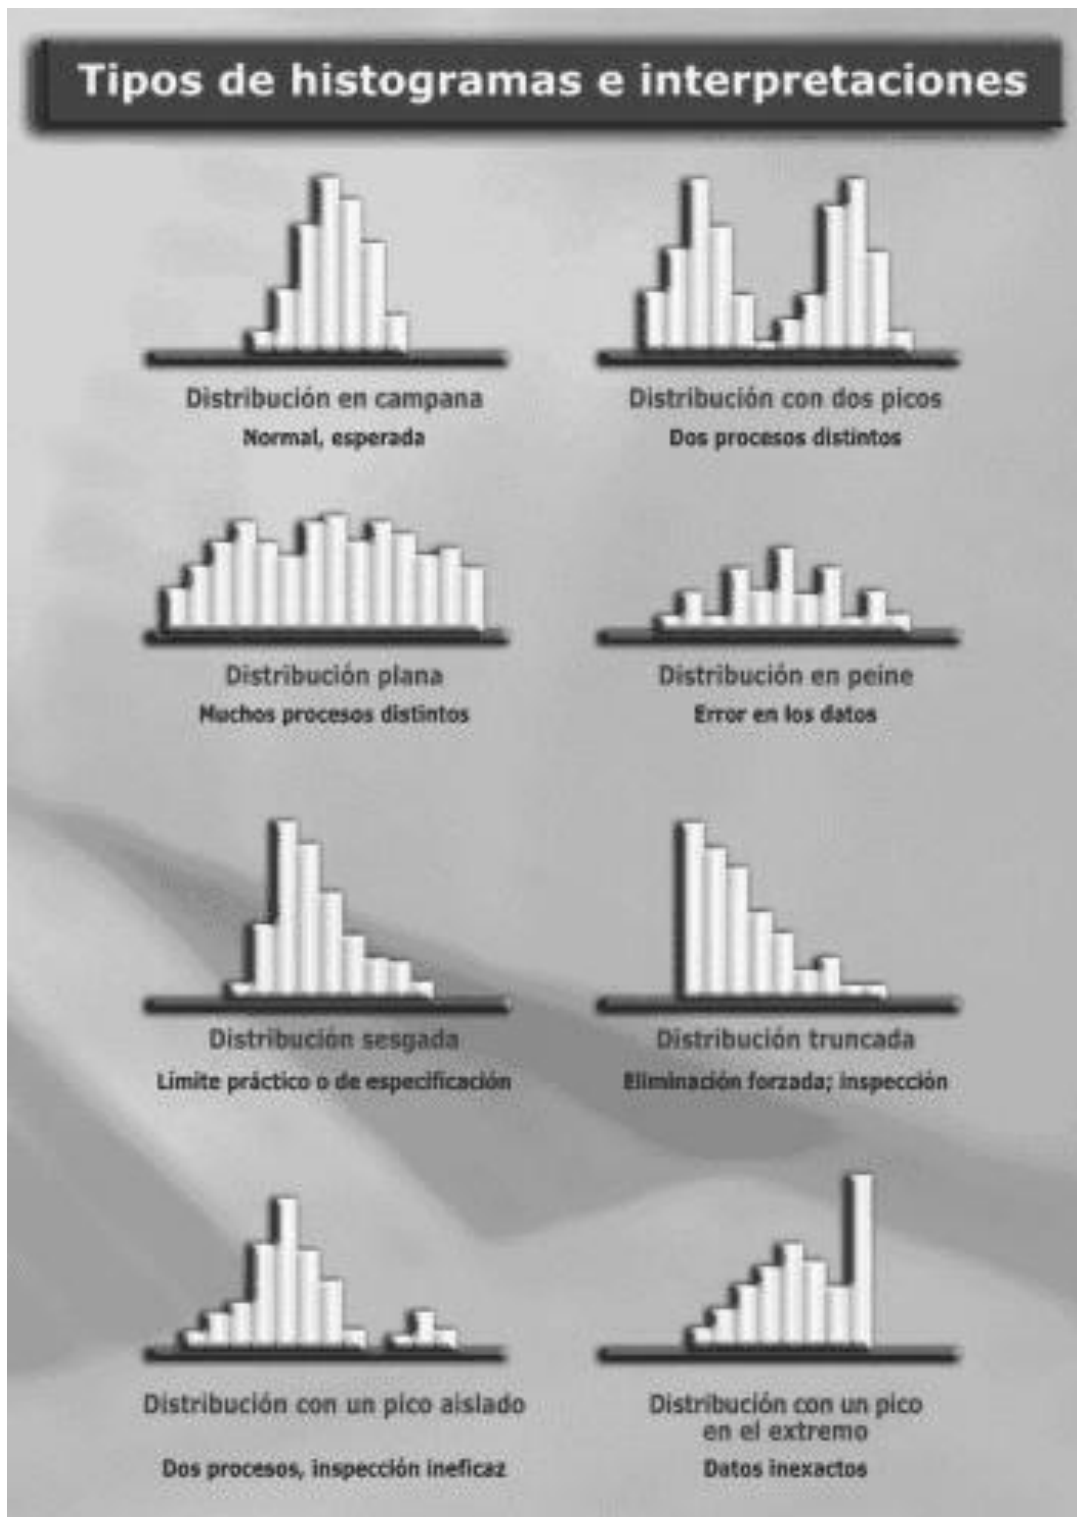 Tipos de histogramas e interpretaciones
Distribución en campana
Normal, esperada
Distribución con dos picos
Dos procesos distintos
Distribución plana
Muchos procesos distintos
Distribución en peine
Error en los datos
Distribución sesgada
Límite práctico o de especificación
Distribución truncada
Eliminación forzada; inspección
Distribución con un pico aislado
Dos procesos, inspección ineficaz
Distribución con un pico
en el extremo
Datos inexactos